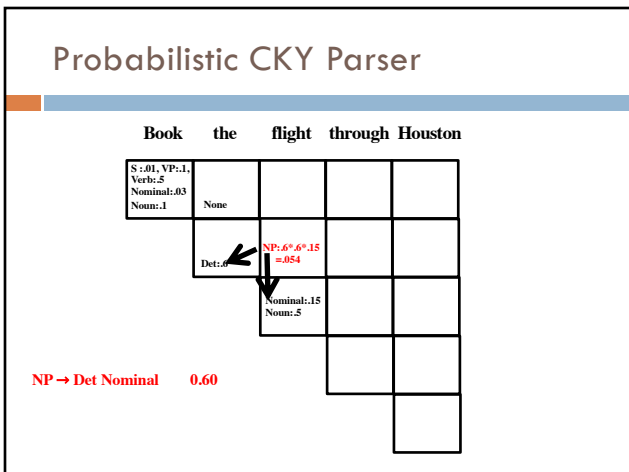 Probabilistic CKY Parser
Book the flight through Houston
S :.01, VP:.1,
Verb:.5
Nominal:.03
Noun:.1
None
NP:.6*.6*.15
=.054
Det:.6
Nominal:.15
Noun:.5
NP → Det Nominal 0.60